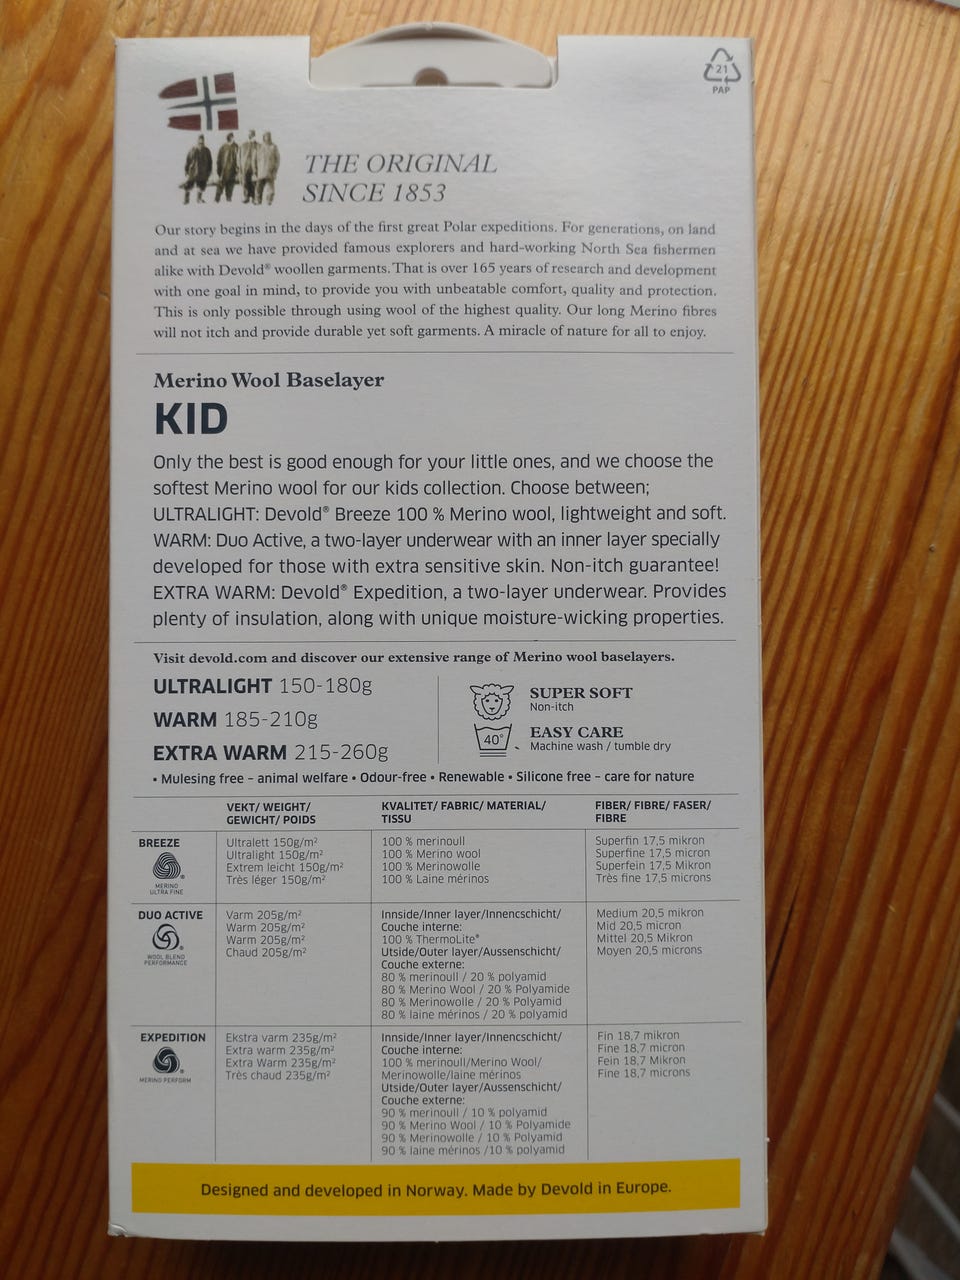 21
PAP
THE ORIGINAL
SINCE 1853
Our story begins in the days of the first great Polar expeditions. For generations, on land
and at sea we have provided famous explorers and hard-working North Sea fishermen
alike with Devold® woollen garments. That is over 165 years of research and development
with one goal in mind, to provide you with unbeatable comfort, quality and protection.
This is only possible through using wool of the highest quality. Our long Merino fibres
will not itch and provide durable yet soft garments. A miracle of nature for all to enjoy.
Merino Wool Baselayer
KID
Only the best is good enough for your little ones, and we choose the
softest Merino wool for our kids collection. Choose between;
ULTRALIGHT: Devold® Breeze 100 % Merino wool, lightweight and soft.
WARM: Duo Active, a two-layer underwear with an inner layer specially
developed for those with extra sensitive skin. Non-itch guarantee!
EXTRA WARM: Devold® Expedition, a two-layer underwear. Provides
plenty of insulation, along with unique moisture-wicking properties.
Visit devold.com and discover our extensive range of Merino wool baselayers.
ULTRALIGHT 150-180g
WARM 185-210g
EXTRA WARM 215-260g
SUPER SOFT
Non-itch
40°
EASY CARE
Machine wash / tumble dry
• Mulesing free – animal welfare • Odour-free • Renewable • Silicone free – care for nature
VEKT/ WEIGHT/
GEWICHT/ POIDS
KVALITET/ FABRIC/ MATERIAL/
TISSU
FIBER/ FIBRE/ FASER/
FIBRE
BREEZE
MERINO
ULTRA FINE
Ultralett 150g/m²
Ultralight 150g/m²
Extrem leicht 150g/m²
Très léger 150g/m²
100 % merinoull
100 % Merino wool
100 % Merinowolle
100 % Laine mérinos
Superfin 17,5 mikron
Superfine 17,5 micron
Superfein 17,5 Mikron
Très fine 17,5 microns
DUO ACTIVE
WOOL BLEND
PERFORMANCE
Varm 205g/m²
Warm 205g/m²
Warm 205g/m²
Chaud 205g/m²
Innside/Inner layer/Innencschicht/
Couche interne:
100 % ThermoLite®
Utside/Outer layer/Aussenschicht/
Couche externe:
80 % merinoull / 20 % polyamid
80 % Merino Wool / 20 % Polyamide
80 % Merinowolle / 20 % Polyamid
80 % laine mérinos / 20 % polyamid
Medium 20,5 mikron
Mid 20,5 micron
Mittel 20,5 Mikron
Moyen 20,5 microns
EXPEDITION
MERINO PERFORM
Ekstra varm 235g/m²
Extra warm 235g/m²
Extra Warm 235g/m²
Très chaud 235g/m²
Innside/Inner layer/Innencschicht/
Couche interne:
100 % merinoull/Merino Wool/
Merinowolle/laine mérinos
Utside/Outer layer/Aussenschicht/
Couche externe:
90 % merinoull / 10 % polyamid
90 % Merino Wool / 10 % Polyamide
90 % Merinowolle / 10 % Polyamid
90 % laine mérinos /10 % polyamid
Fin 18,7 mikron
Fine 18,7 micron
Fein 18,7 Mikron
Fine 18,7 microns
Designed and developed in Norway. Made by Devold in Europe.